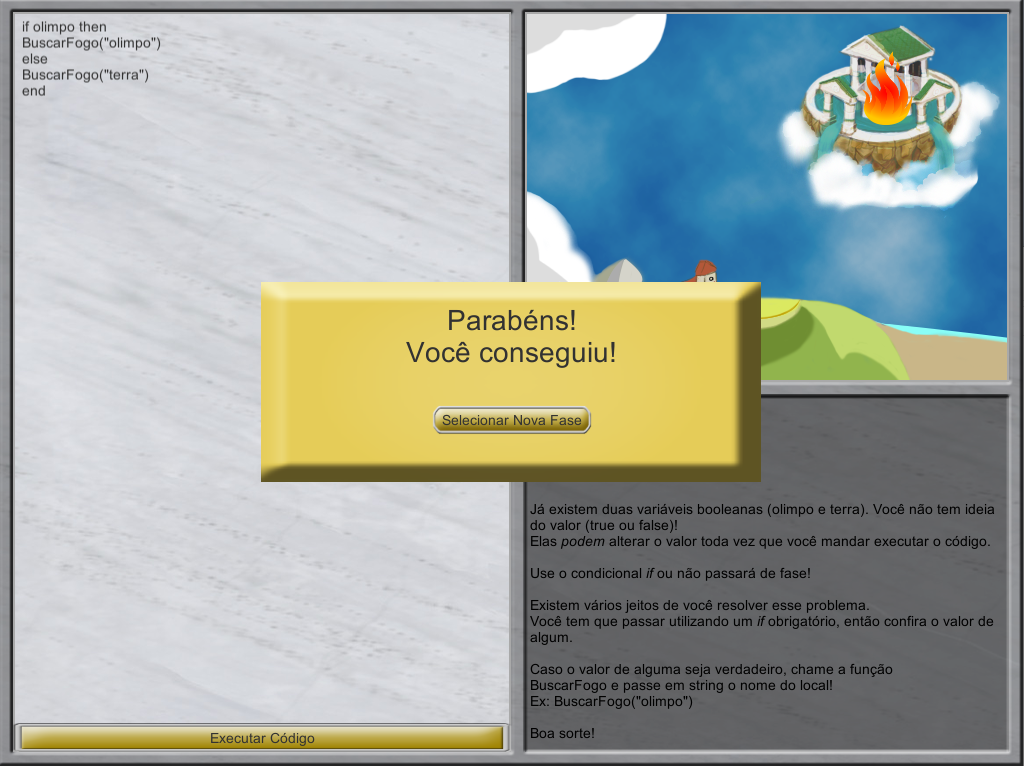 if olimpo then
BuscarFogo("olimpo")
else
BuscarFogo("terra")
end
Parabéns!
Você conseguiu!
Selecionar Nova Fase
Já existem duas variáveis booleanas (olimpo e terra). Você não tem ideia
do valor (true ou false)!
Elas podem alterar o valor toda vez que você mandar executar o código.
Use o condicional if ou não passará de fase!
Existem vários jeitos de você resolver esse problema.
Você tem que passar utilizando um if obrigatório, então confira o valor de
algum.
Caso o valor de alguma seja verdadeiro, chame a função
BuscarFogo e passe em string o nome do local!
Ex: BuscarFogo("olimpo")
Boa sorte!
Executar Código